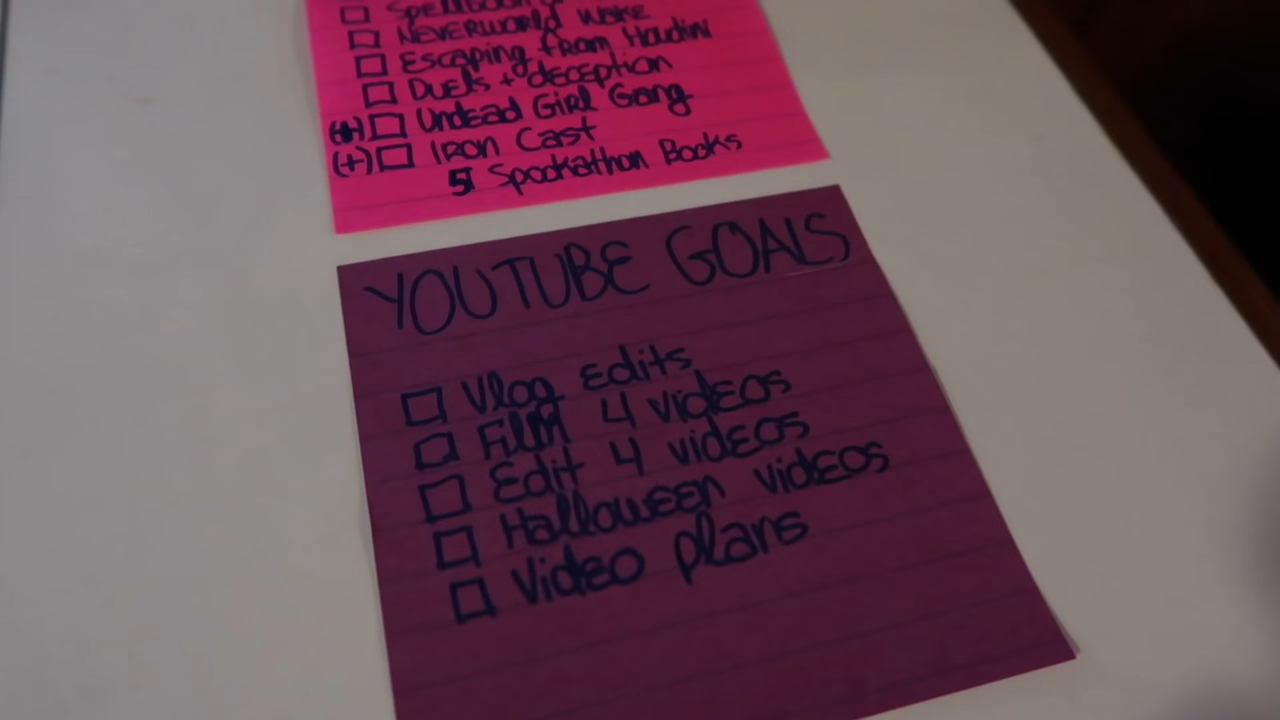 ☐ NEVERWORLD WAKE
☐ Escaping from Houdini
☐ Duels + deception
(+) ☐ Undead Girl Gang
(+) ☐ Iron Cast
5 Spookathon Books
YOUTUBE GOALS
☐ Vlog Edits
☐ Film 4 videos
☐ Edit 4 videos
☐ Halloween videos
☐ Video plans